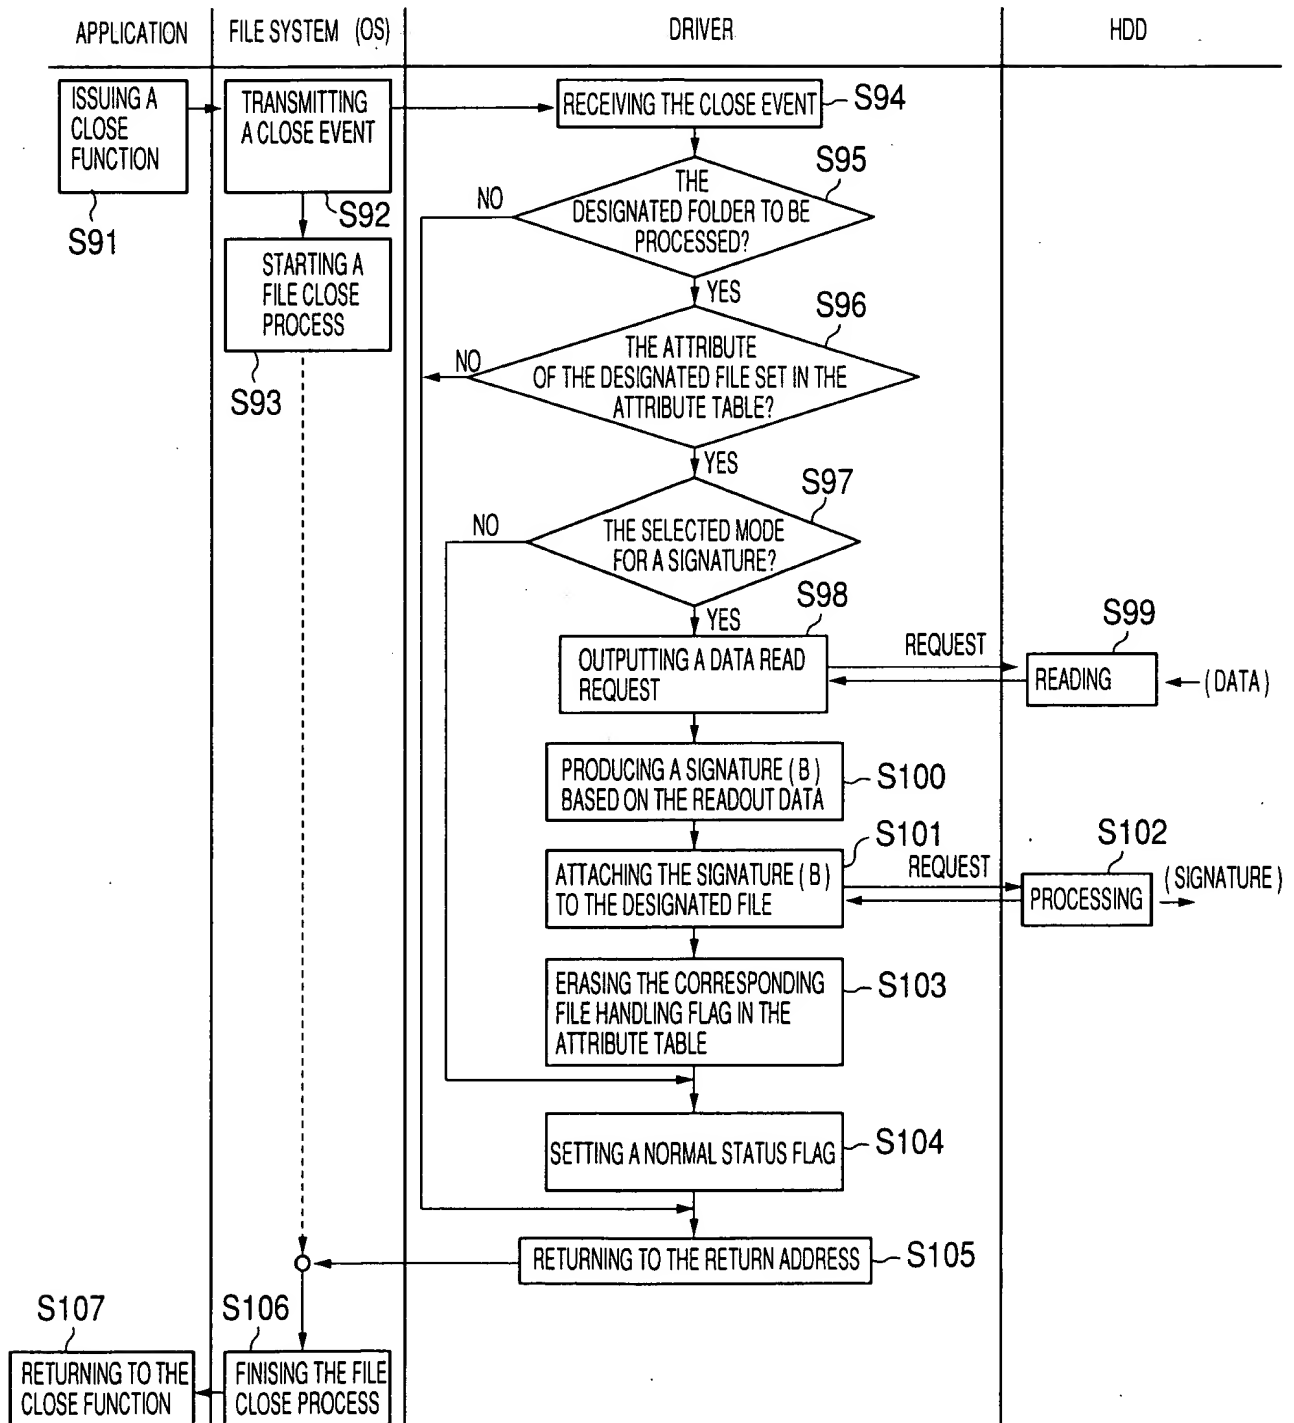 APPLICATION
FILE SYSTEM (OS)
DRIVER
HDD
ISSUING A
CLOSE
FUNCTION
S91
TRANSMITTING
A CLOSE EVENT
S92
RECEIVING THE CLOSE EVENT
S94
STARTING A
FILE CLOSE
PROCESS
S93
S95
THE
DESIGNATED FOLDER TO BE
PROCESSED?
NO
YES
S96
THE ATTRIBUTE
OF THE DESIGNATED FILE SET IN THE
ATTRIBUTE TABLE?
NO
YES
S97
THE SELECTED MODE
FOR A SIGNATURE?
NO
YES
S98
OUTPUTTING A DATA READ
REQUEST
REQUEST
S99
READING
(DATA)
PRODUCING A SIGNATURE (B)
BASED ON THE READOUT DATA
S100
S101
ATTACHING THE SIGNATURE (B)
TO THE DESIGNATED FILE
REQUEST
S102
PROCESSING
(SIGNATURE)
ERASING THE CORRESPONDING
FILE HANDLING FLAG IN THE
ATTRIBUTE TABLE
S103
SETTING A NORMAL STATUS FLAG
S104
RETURNING TO THE RETURN ADDRESS
S105
S107
RETURNING TO THE
CLOSE FUNCTION
S106
FINISING THE FILE
CLOSE PROCESS